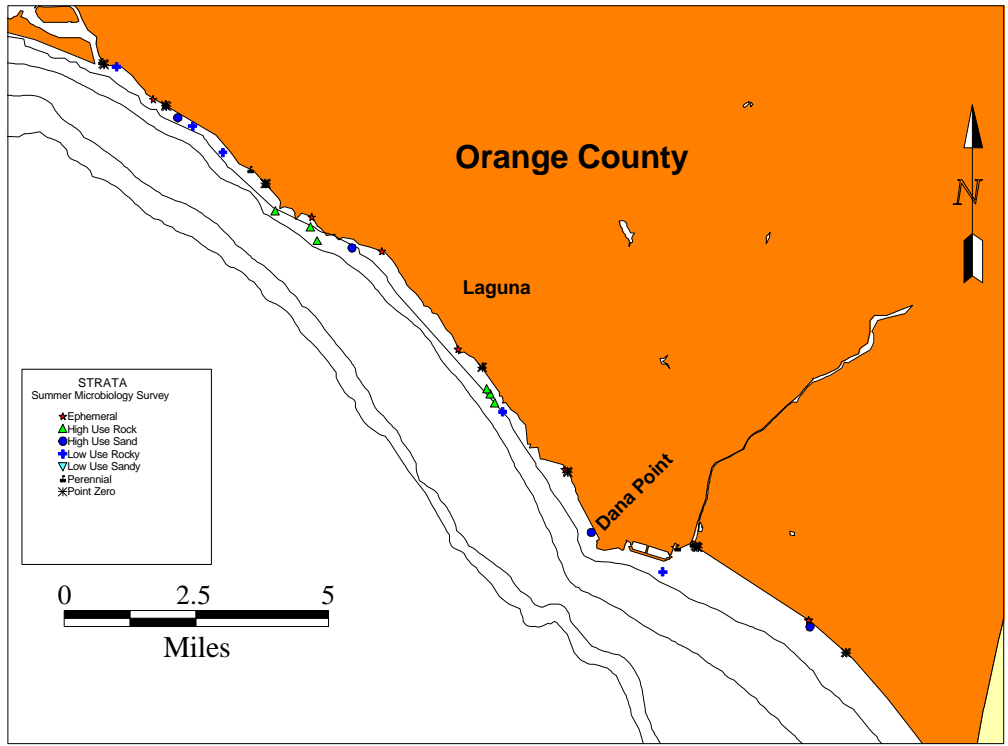 Orange County
N
Laguna
STRATA
Summer Microbiology Survey
Ephemeral
High Use Rock
High Use Sand
Low Use Rocky
Low Use Sandy
Perennial
Point Zero
Dana Point
0 2.5 5
Miles